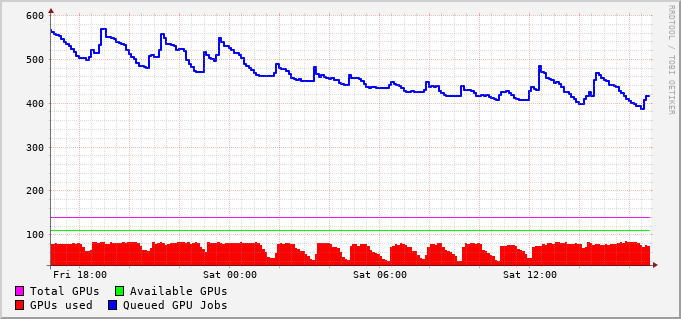 600
500
400
300
200
100
Fri 18:00 Sat 00:00 Sat 06:00 Sat 12:00
Total GPUs Available GPUs
GPUs used Queued GPU Jobs
RRDTOOL / TOBI OETIKER